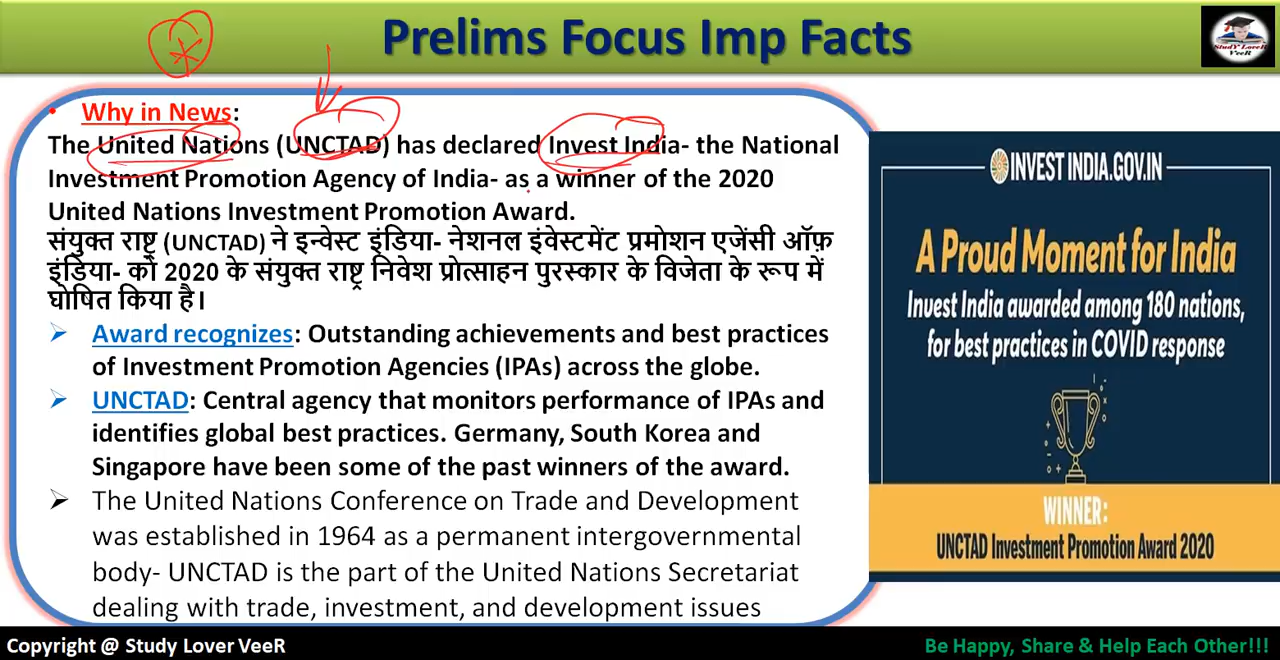 Prelims Focus Imp Facts
StudY LoveR
VeeR
• Why in News:
The United Nations (UNCTAD) has declared Invest India- the National
Investment Promotion Agency of India- as a winner of the 2020
United Nations Investment Promotion Award.
संयुक्त राष्ट्र (UNCTAD) ने इन्वेस्ट इंडिया- नेशनल इंवेस्टमेंट प्रमोशन एजेंसी ऑफ़
इंडिया- को 2020 के संयुक्त राष्ट्र निवेश प्रोत्साहन पुरस्कार के विजेता के रूप में
घोषित किया है।
➢ Award recognizes: Outstanding achievements and best practices
of Investment Promotion Agencies (IPAs) across the globe.
➢ UNCTAD: Central agency that monitors performance of IPAs and
identifies global best practices. Germany, South Korea and
Singapore have been some of the past winners of the award.
➢ The United Nations Conference on Trade and Development
was established in 1964 as a permanent intergovernmental
body- UNCTAD is the part of the United Nations Secretariat
dealing with trade, investment, and development issues
INVEST INDIA.GOV.IN
A Proud Moment for India
Invest India awarded among 180 nations,
for best practices in COVID response
WINNER:
UNCTAD Investment Promotion Award 2020
Copyright @ Study Lover VeeR
Be Happy, Share & Help Each Other!!!